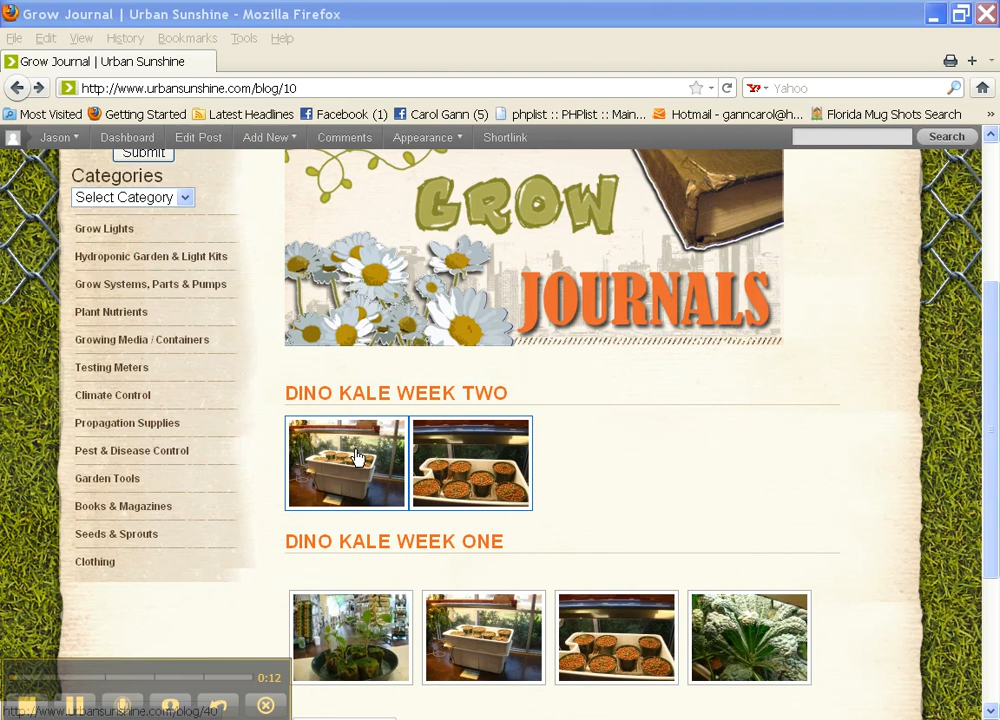 Grow Journal | Urban Sunshine - Mozilla Firefox
File Edit View History Bookmarks Tools Help
Grow Journal | Urban Sunshine
http://www.urbansunshine.com/blog/10
Yahoo
Most Visited Getting Started Latest Headlines Facebook (1) Carol Gann (5) phplist :: PHPlist :: Main... Hotmail - ganncarol@h... Florida Mug Shots Search »
Jason Dashboard Edit Post Add New Comments Appearance Shortlink Search
Submit
Categories
Select Category
Grow Lights
Hydroponic Garden & Light Kits
Grow Systems, Parts & Pumps
Plant Nutrients
Growing Media / Containers
Testing Meters
Climate Control
Propagation Supplies
Pest & Disease Control
Garden Tools
Books & Magazines
Seeds & Sprouts
Clothing
GROW
JOURNALS
DINO KALE WEEK TWO
DINO KALE WEEK ONE
0:12
http://www.urbansunshine.com/blog/40